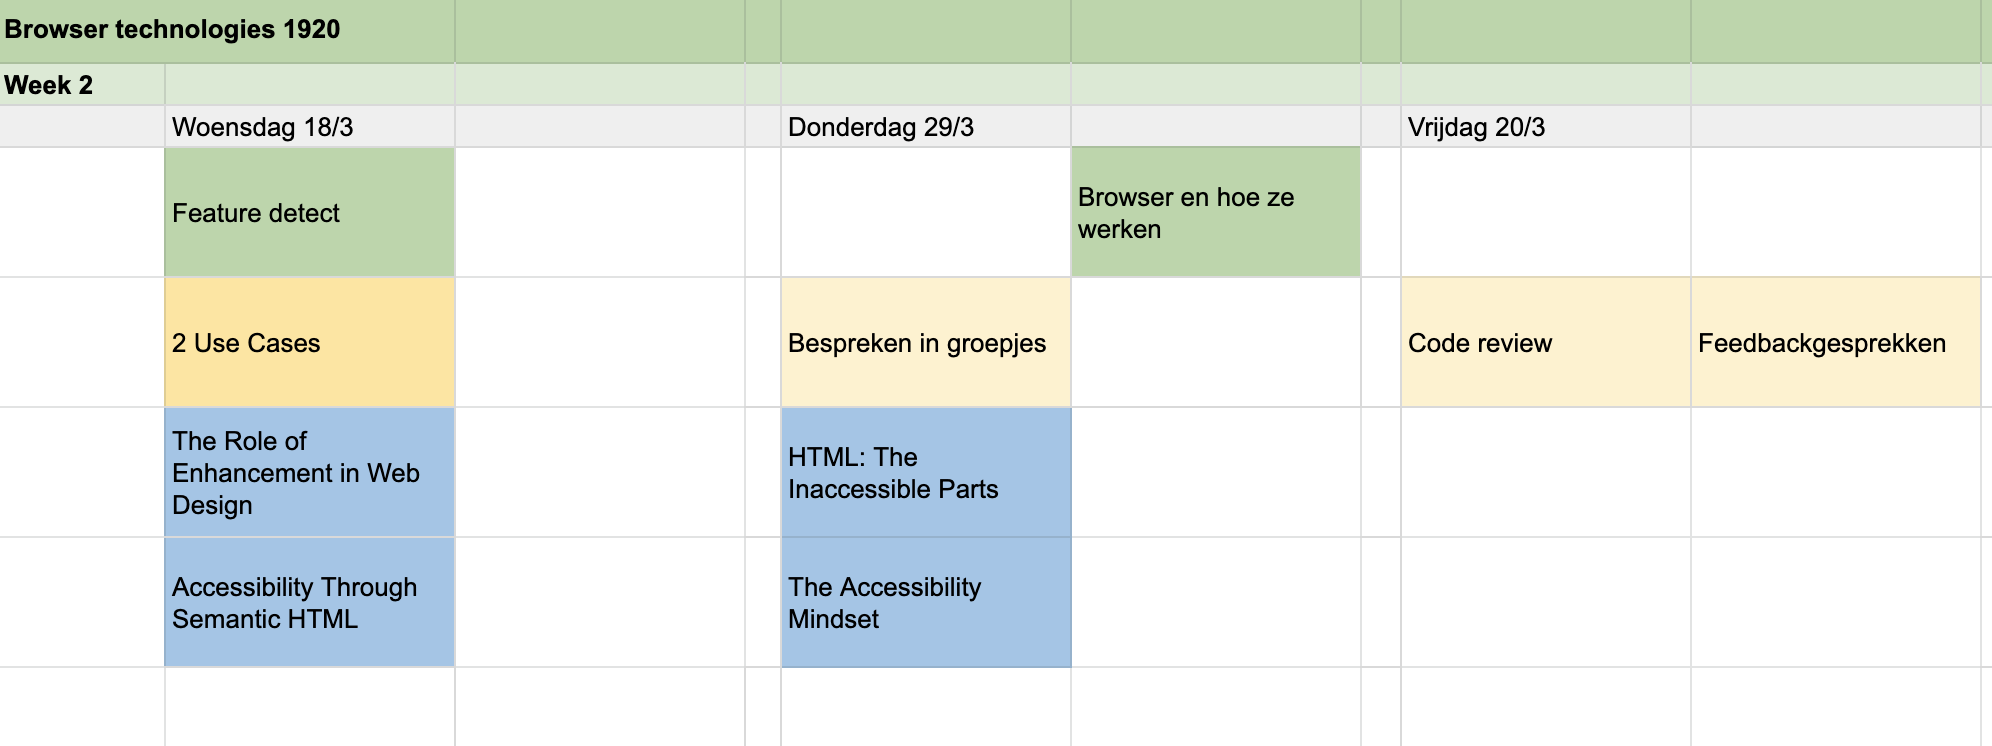 Browser technologies 1920
Week 2
Woensdag 18/3
Donderdag 29/3
Vrijdag 20/3
Feature detect
Browser en hoe ze
werken
2 Use Cases
Bespreken in groepjes
Code review
Feedbackgesprekken
The Role of
Enhancement in Web
Design
HTML: The
Inaccessible Parts
Accessibility Through
Semantic HTML
The Accessibility
Mindset